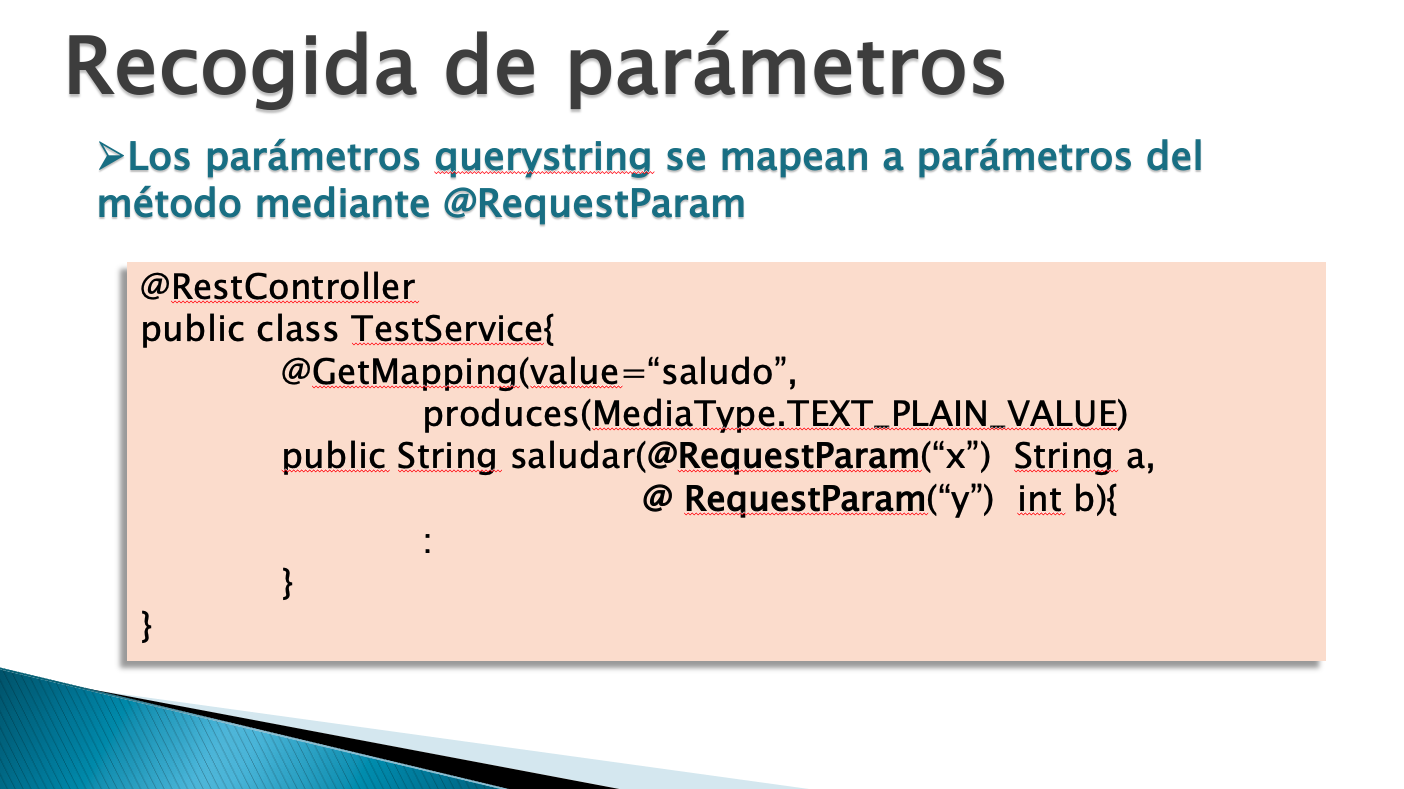 Recogida de parámetros
➢Los parámetros querystring se mapean a parámetros del
método mediante @RequestParam
@RestController
public class TestService{
@GetMapping(value=“saludo”,
produces(MediaType.TEXT_PLAIN_VALUE)
public String saludar(@RequestParam(“x”) String a,
@ RequestParam(“y”) int b){
:
}
}